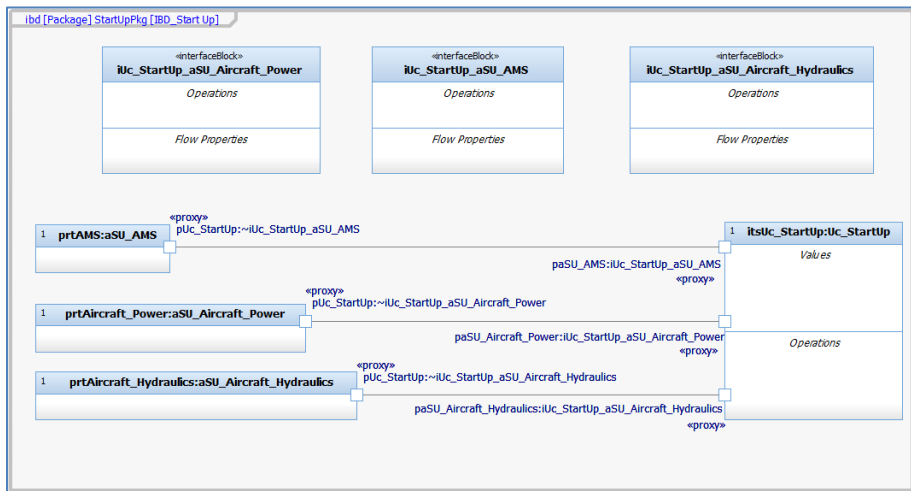 ibd [Package] StartUpPkg [IBD_Start Up]
«interfaceBlock»
iUc_StartUp_aSU_Aircraft_Power
Operations
Flow Properties
«interfaceBlock»
iUc_StartUp_aSU_AMS
Operations
Flow Properties
«interfaceBlock»
iUc_StartUp_aSU_Aircraft_Hydraulics
Operations
Flow Properties
1 prtAMS:aSU_AMS
«proxy»
pUc_StartUp:~iUc_StartUp_aSU_AMS
paSU_AMS:iUc_StartUp_aSU_AMS
«proxy»
1 itsUc_StartUp:Uc_StartUp
Values
Operations
1 prtAircraft_Power:aSU_Aircraft_Power
«proxy»
pUc_StartUp:~iUc_StartUp_aSU_Aircraft_Power
paSU_Aircraft_Power:iUc_StartUp_aSU_Aircraft_Power
«proxy»
1 prtAircraft_Hydraulics:aSU_Aircraft_Hydraulics
«proxy»
pUc_StartUp:~iUc_StartUp_aSU_Aircraft_Hydraulics
paSU_Aircraft_Hydraulics:iUc_StartUp_aSU_Aircraft_Hydraulics
«proxy»